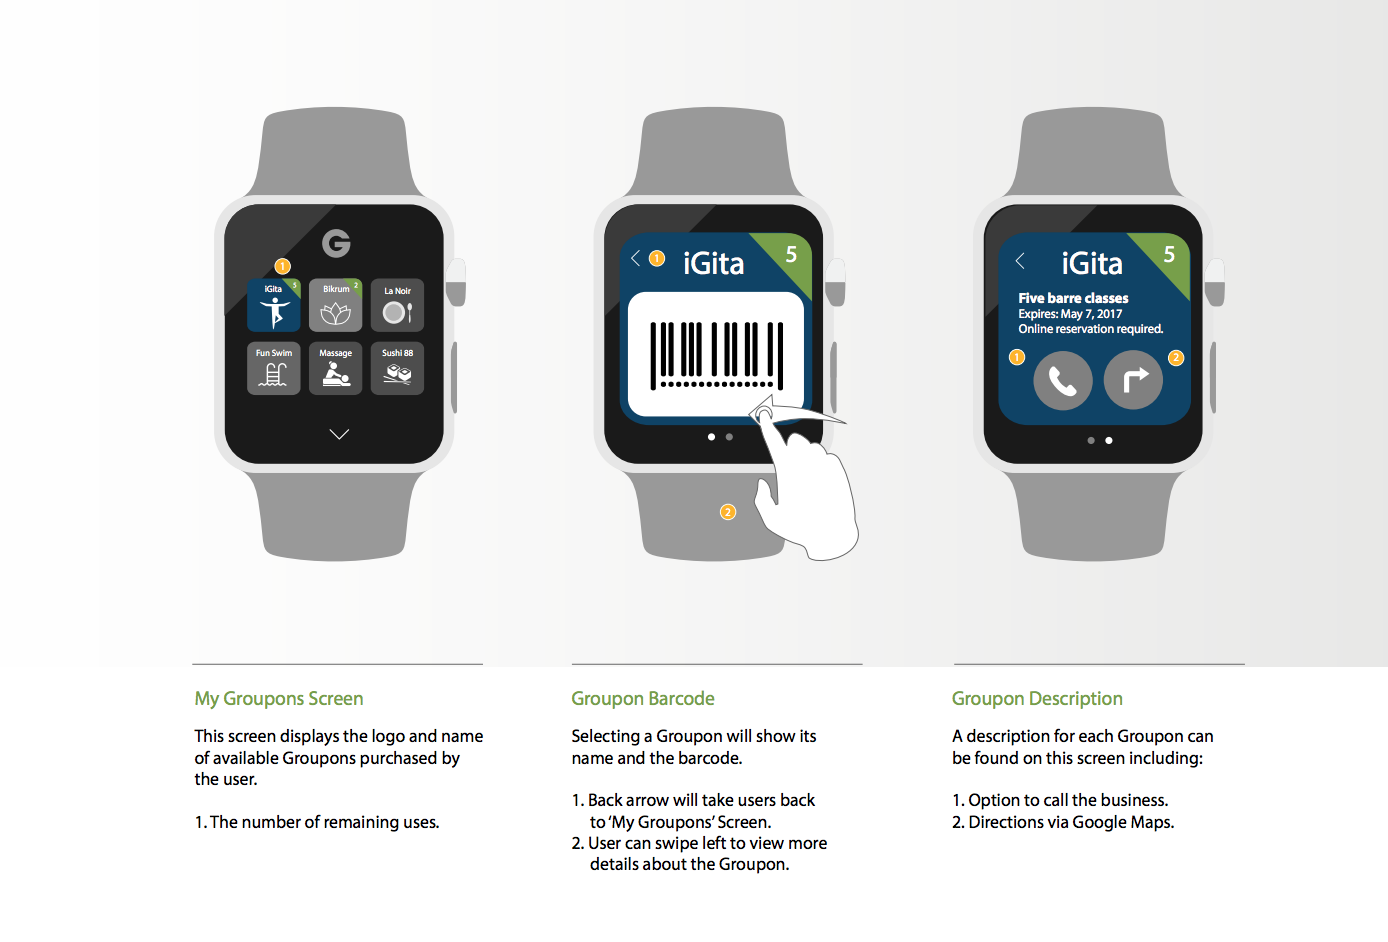 G
1
iGita 5
Bikrum 2
La Noir
Fun Swim
Massage
Sushi 88
1
iGita
5
2
iGita
5
Five barre classes
Expires: May 7, 2017
Online reservation required.
1
2
My Groupons Screen
This screen displays the logo and name
of available Groupons purchased by
the user.
1. The number of remaining uses.
Groupon Barcode
Selecting a Groupon will show its
name and the barcode.
1. Back arrow will take users back
to ‘My Groupons’ Screen.
2. User can swipe left to view more
details about the Groupon.
Groupon Description
A description for each Groupon can
be found on this screen including:
1. Option to call the business.
2. Directions via Google Maps.